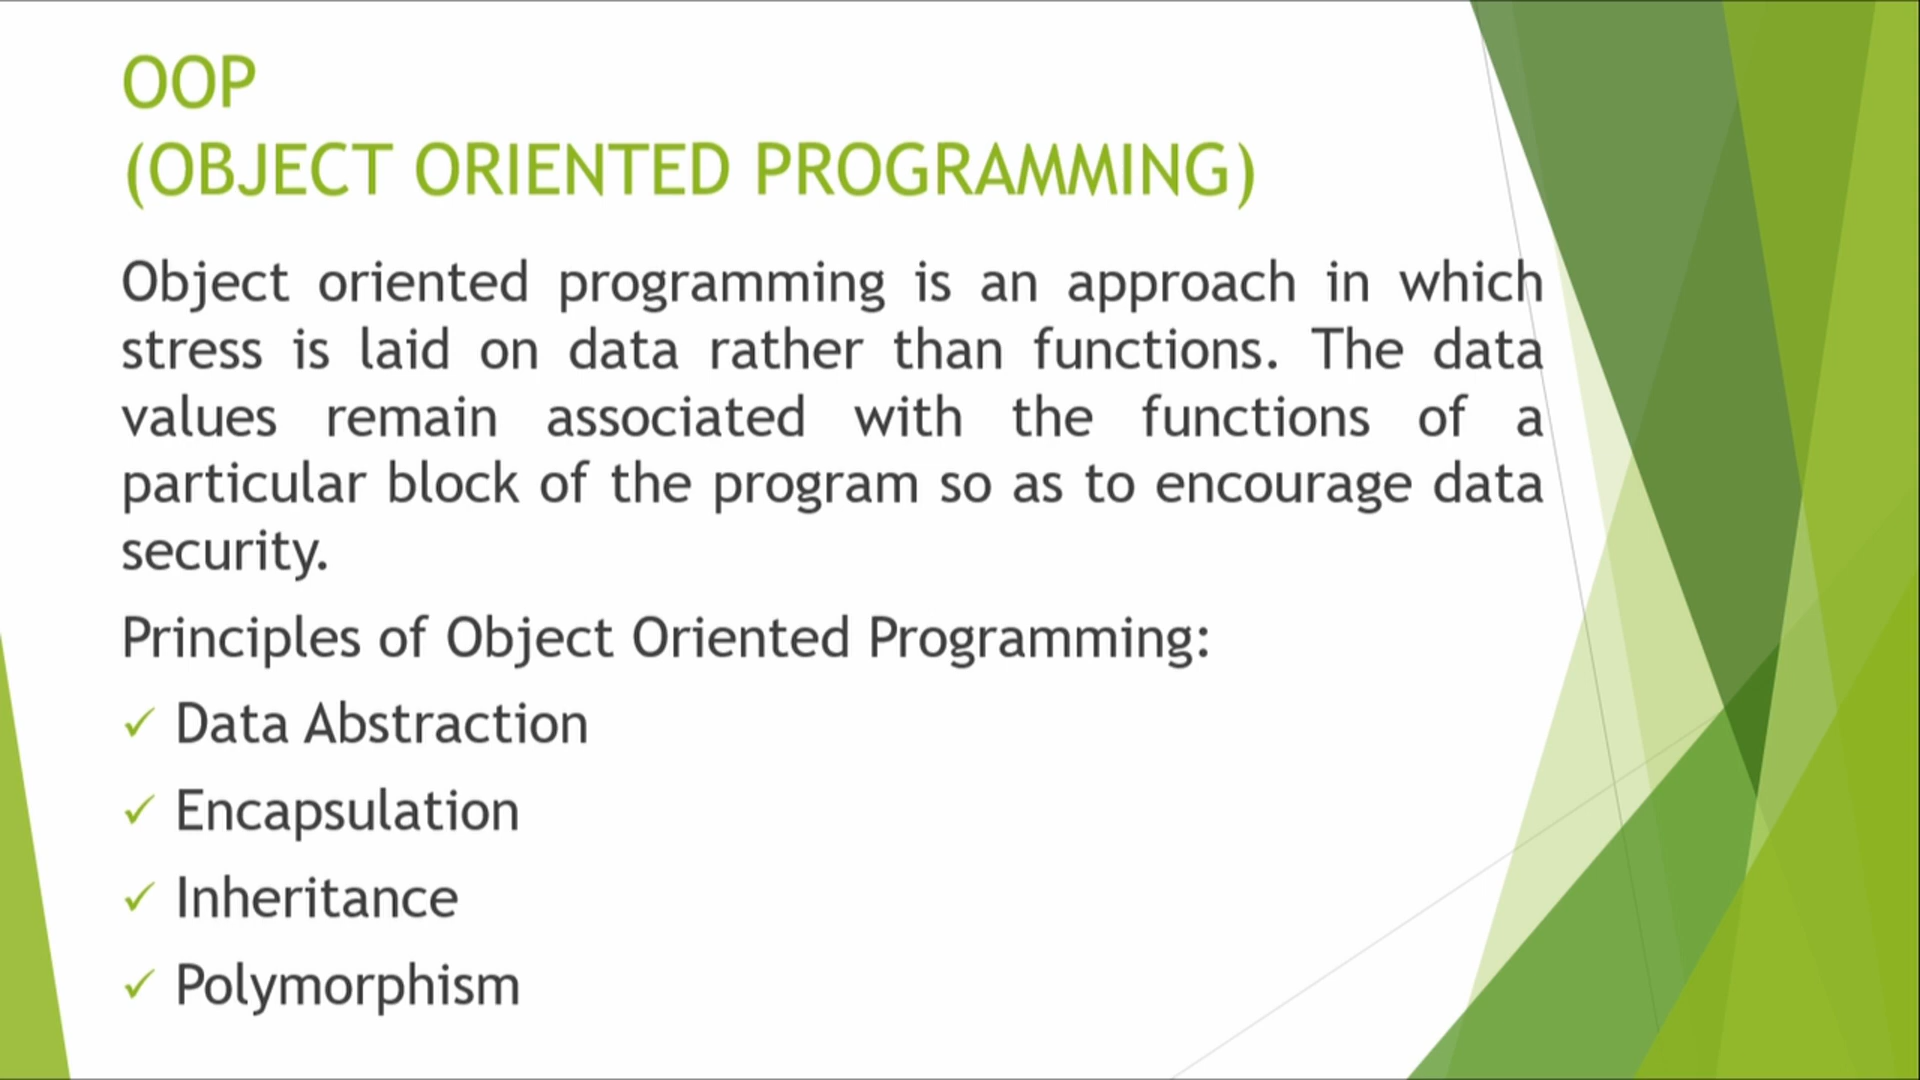 OOP
(OBJECT ORIENTED PROGRAMMING)
Object oriented programming is an approach in which
stress is laid on data rather than functions. The data
values remain associated with the functions of a
particular block of the program so as to encourage data
security.
Principles of Object Oriented Programming:
✓ Data Abstraction
✓ Encapsulation
✓ Inheritance
✓ Polymorphism